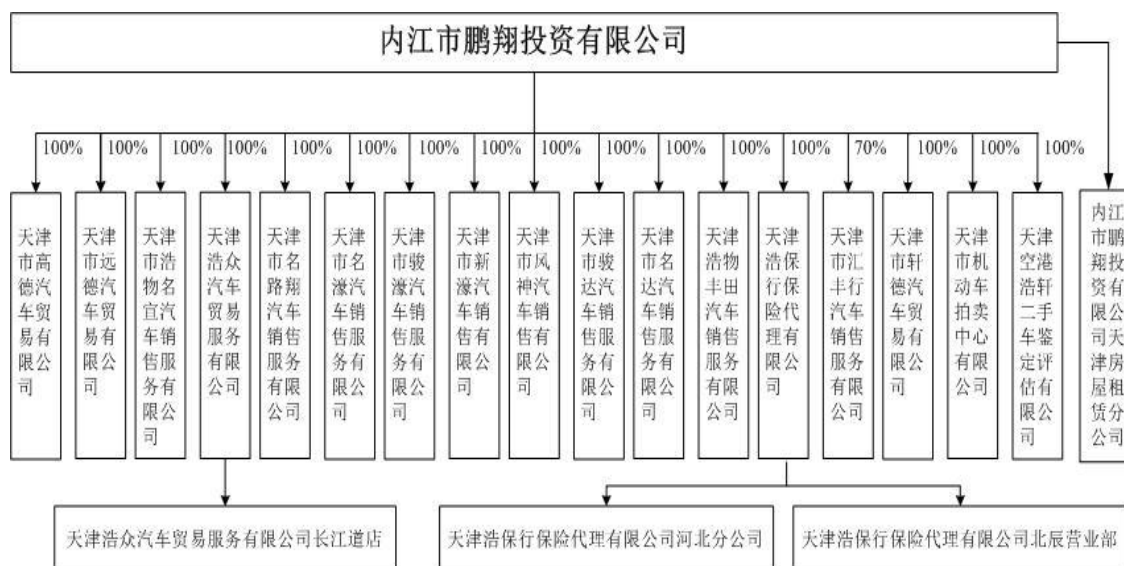 内江市鹏翔投资有限公司
100%
100%
100%
100%
100%
100%
100%
100%
100%
100%
100%
100%
100%
70%
100%
100%
100%
天津市高德汽车贸易有限公司
天津市远德汽车贸易有限公司
天津市浩物名宣汽车销售服务有限公司
天津浩众汽车贸易服务有限公司
天津市名路翔汽车销售服务有限公司
天津市名濠汽车销售服务有限公司
天津市骏濠汽车销售服务有限公司
天津市新濠汽车销售有限公司
天津市风神汽车销售有限公司
天津市骏达汽车销售服务有限公司
天津市名达汽车销售服务有限公司
天津浩物丰田汽车销售服务有限公司
天津浩保行保险代理有限公司
天津市汇丰行汽车销售服务有限公司
天津市轩德汽车贸易有限公司
天津市机动车拍卖中心有限公司
天津空港浩轩二手车鉴定评估有限公司
内江市鹏翔投资有限公司天津房屋租赁分公司
天津浩众汽车贸易服务有限公司长江道店
天津浩保行保险代理有限公司河北分公司
天津浩保行保险代理有限公司北辰营业部